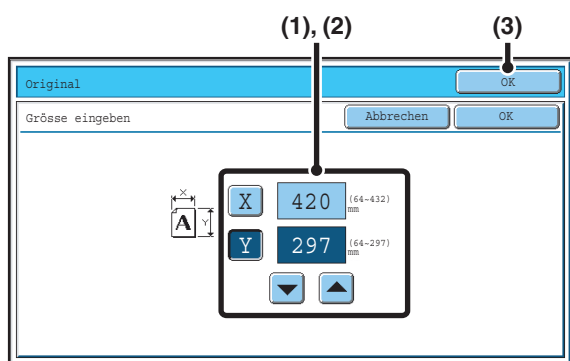 (1), (2) (3)
Original OK
Grösse eingeben Abbrechen OK
X 420 (64~432) mm
A X Y
Y 297 (64~297) mm